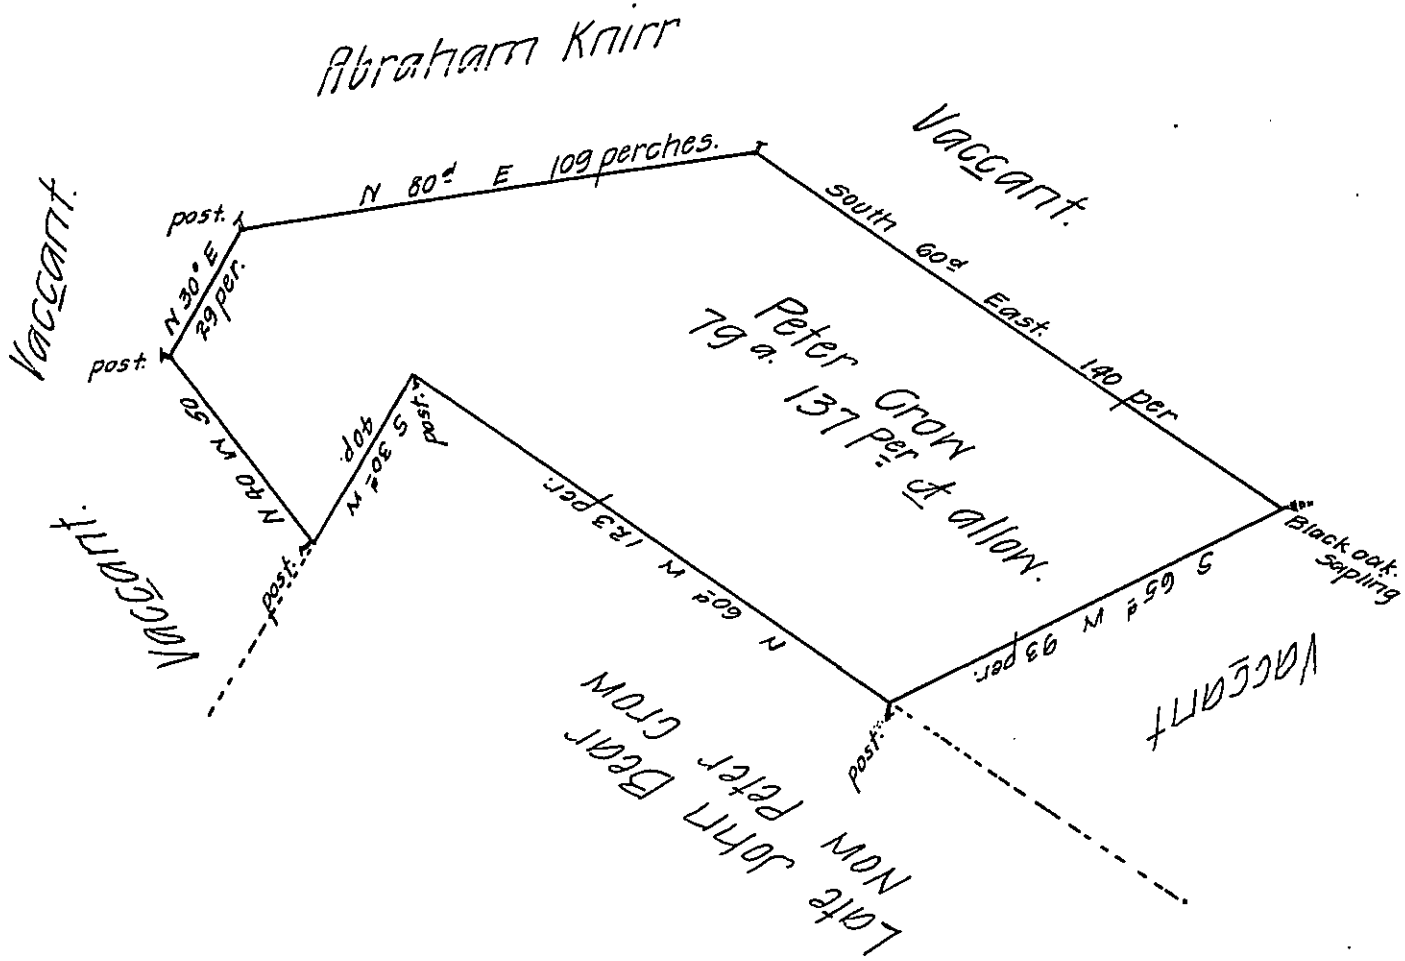 Abraham Knirr
Vaccant.
N 80d E 109 perches.
South 60d East. 140 per
post.
Vaccant.
N 30° E
29 per.
post.
N 40 W 50
S 30d W
40p.
post.
post.
Vaccant.
Peter Crow
79 a. 137 per & allow.
N 60d W 123 per.
S 65d W 93 per.
Black oak.
sapling
Vaccant
post.
Late John Bear
Now Peter Crow